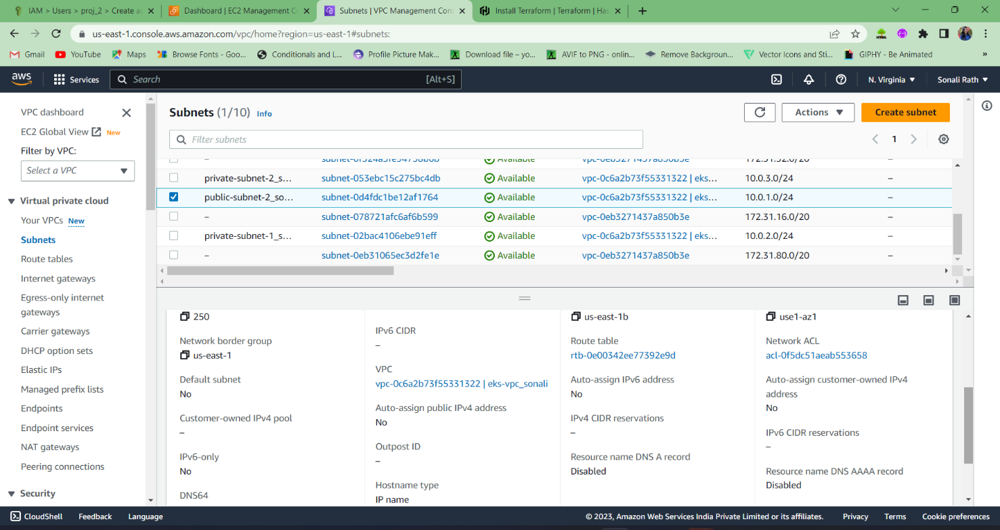 IAM > Users > proj_2 > Create a
Dashboard | EC2 Management C
Subnets | VPC Management Con
Install Terraform | Terraform | Ha
us-east-1.console.aws.amazon.com/vpc/home?region=us-east-1#subnets:
Gmail
YouTube
Maps
Browse Fonts - Goo...
Conditionals and L...
Profile Picture Mak...
Download file – yo...
AVIF to PNG - onlin...
Remove Backgroun...
Vector Icons and Sti...
GIPHY - Be Animated
»
aws
Services
Search
[Alt+S]
N. Virginia
Sonali Rath
VPC dashboard
EC2 Global View New
Filter by VPC:
Select a VPC
Virtual private cloud
Your VPCs New
Subnets
Route tables
Internet gateways
Egress-only internet
gateways
Carrier gateways
DHCP option sets
Elastic IPs
Managed prefix lists
Endpoints
Endpoint services
NAT gateways
Peering connections
Security
Subnets (1/10) Info
Actions
Create subnet
Filter subnets
1
– subnet-0f324a5fe94758b6b Available vpc-0eb3271437a850b3e 172.31.32.0/20 –
private-subnet-2_s... subnet-053ebc15c275bc4db Available vpc-0c6a2b73f55331322 | eks... 10.0.3.0/24 –
public-subnet-2_so... subnet-0d4fdc1be12af1764 Available vpc-0c6a2b73f55331322 | eks... 10.0.1.0/24 –
– subnet-078721afc6af6b599 Available vpc-0eb3271437a850b3e 172.31.16.0/20 –
private-subnet-1_s... subnet-02bac4106ebe91eff Available vpc-0c6a2b73f55331322 | eks... 10.0.2.0/24 –
– subnet-0eb31065ec3d2fe1e Available vpc-0eb3271437a850b3e 172.31.80.0/20 –
250
Network border group
us-east-1
Default subnet
No
Customer-owned IPv4 pool
–
IPv6-only
No
DNS64
IPv6 CIDR
–
VPC
vpc-0c6a2b73f55331322 | eks-vpc_sonali
Auto-assign public IPv4 address
No
Outpost ID
–
Hostname type
IP name
us-east-1b
Route table
rtb-0e00342ee77392e9d
Auto-assign IPv6 address
No
IPv4 CIDR reservations
–
Resource name DNS A record
Disabled
use1-az1
Network ACL
acl-0f5dc51aeab553658
Auto-assign customer-owned IPv4
address
No
IPv6 CIDR reservations
–
Resource name DNS AAAA record
Disabled
CloudShell
Feedback
Language
© 2023, Amazon Web Services India Private Limited or its affiliates.
Privacy
Terms
Cookie preferences